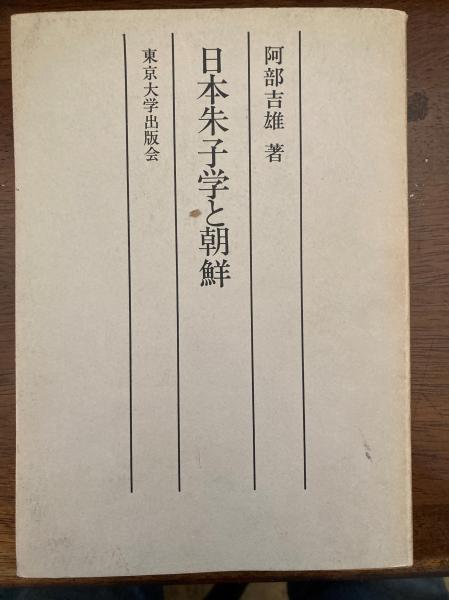 阿部吉雄 著
日本朱子学と朝鮮
東京大学出版会